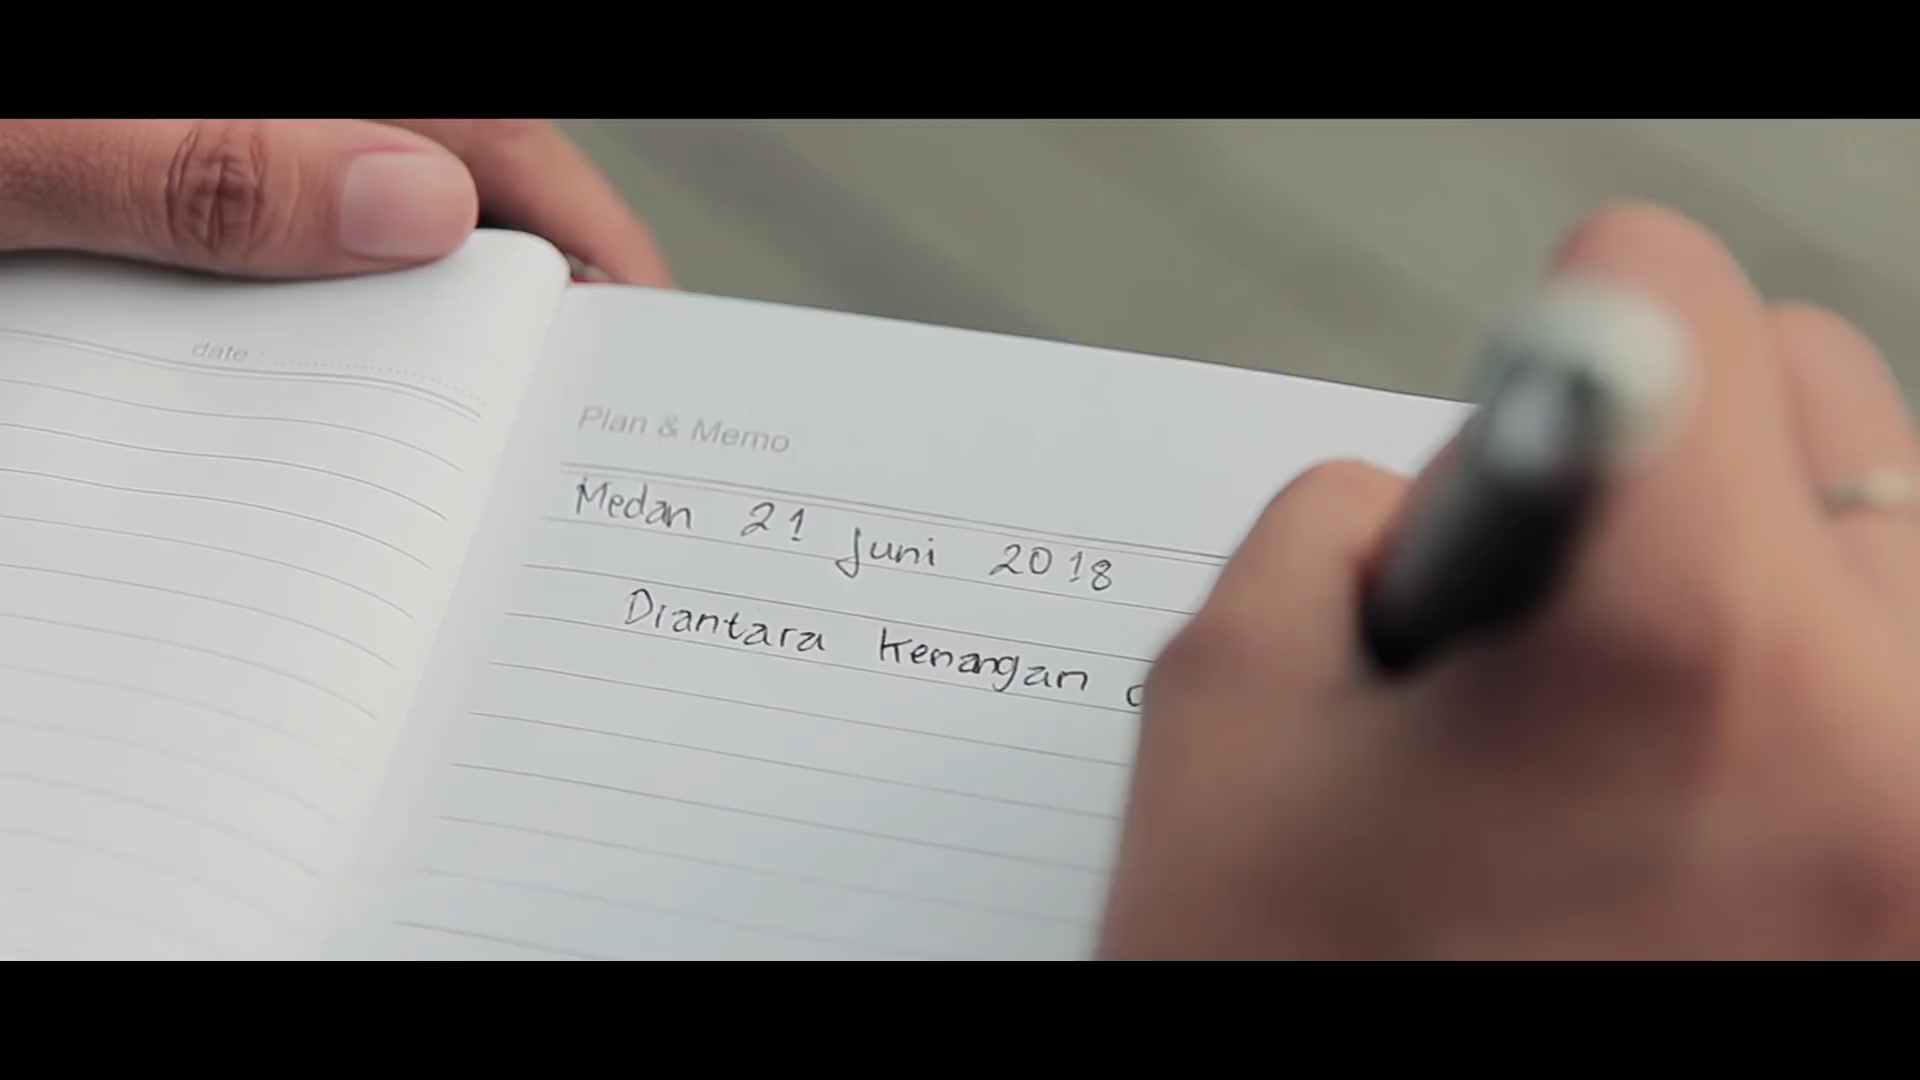 date :
Plan & Memo
Medan 21 Juni 2018
Diantara Kenangan